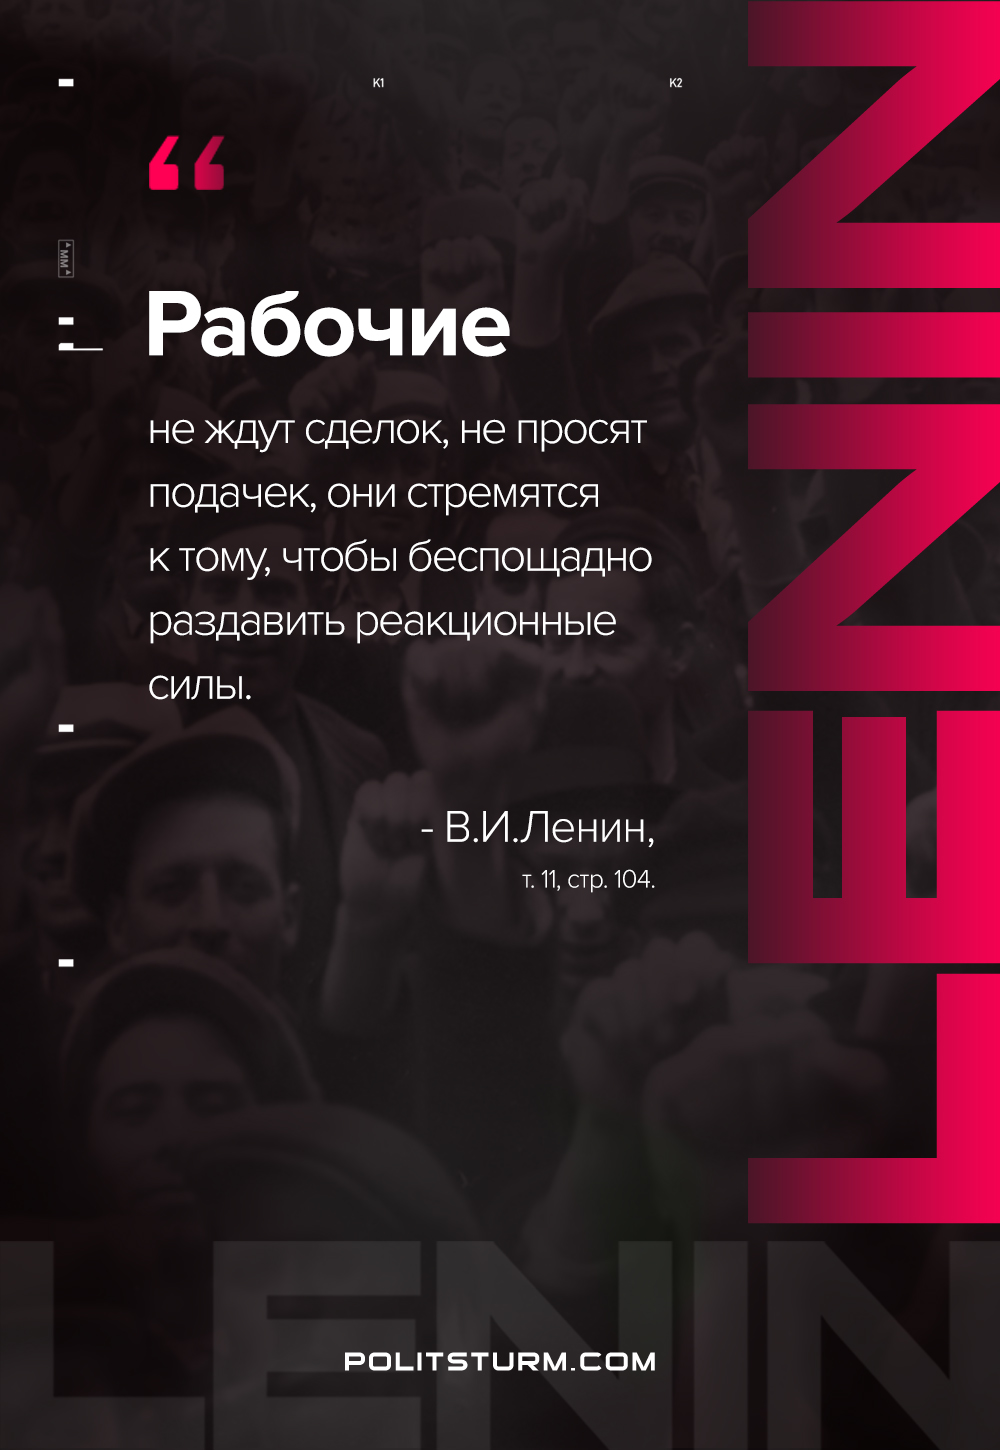 K1 K2
“
MM
Рабочие
не ждут сделок, не просят
подачек, они стремятся
к тому, чтобы беспощадно
раздавить реакционные
силы.
- В.И.Ленин,
т. 11, стр. 104.
LENIN
LENIN
POLITSTURM.COM